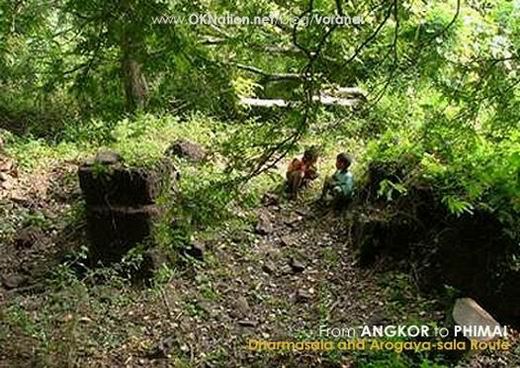 www.OKNation.net/blog/Voranai
From ANGKOR to PHIMAI
Dharmasala and Arogaya-sala Route